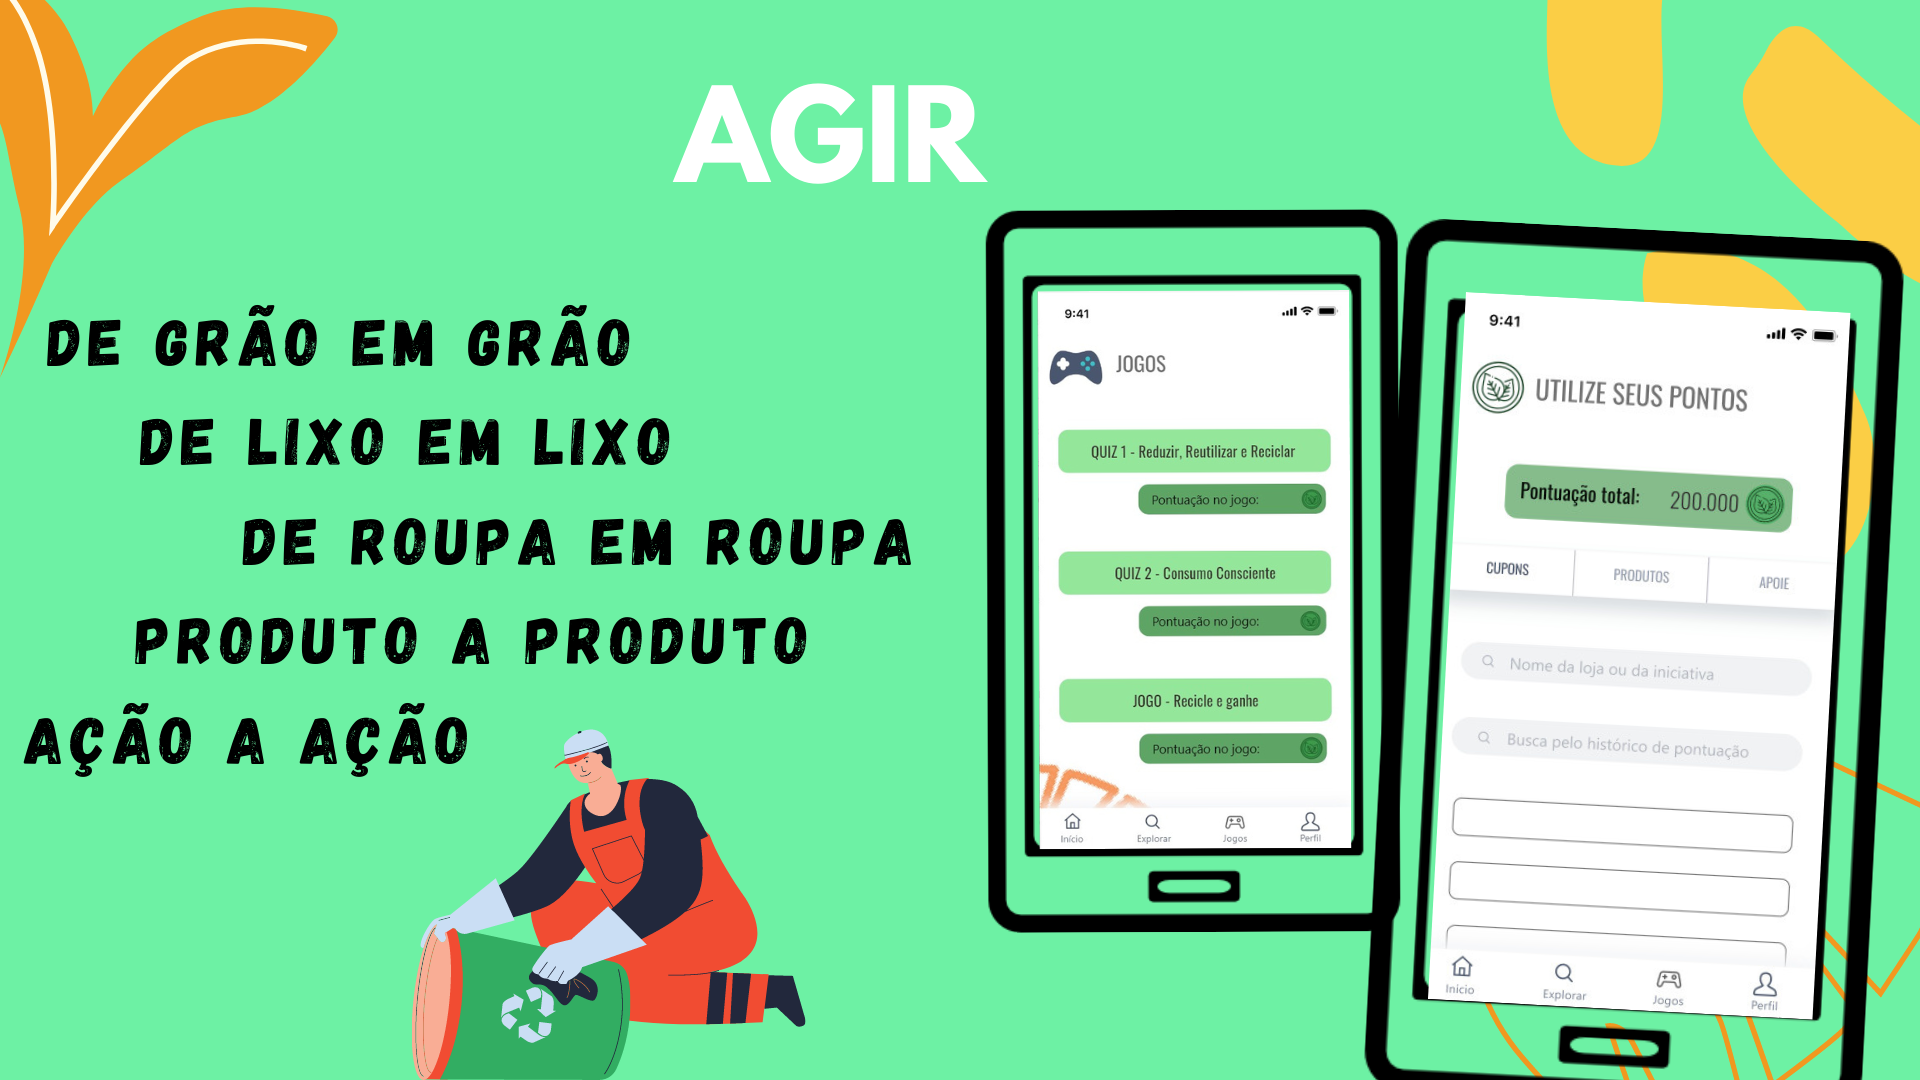 AGIR
DE GRÃO EM GRÃO
DE LIXO EM LIXO
DE ROUPA EM ROUPA
PRODUTO A PRODUTO
AÇÃO A AÇÃO
9:41
JOGOS
QUIZ 1 - Reduzir, Reutilizar e Reciclar
Pontuação no jogo:
QUIZ 2 - Consumo Consciente
Pontuação no jogo:
JOGO - Recicle e ganhe
Pontuação no jogo:
Início Explorar Jogos Perfil
9:41
UTILIZE SEUS PONTOS
Pontuação total: 200.000
CUPONS PRODUTOS APOIE
Nome da loja ou da iniciativa
Busca pelo histórico de pontuação
Início Explorar Jogos Perfil